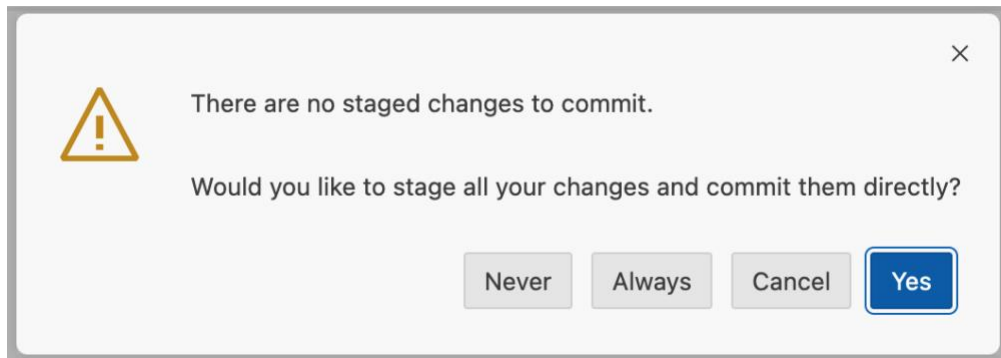 There are no staged changes to commit.
Would you like to stage all your changes and commit them directly?
Never Always Cancel Yes